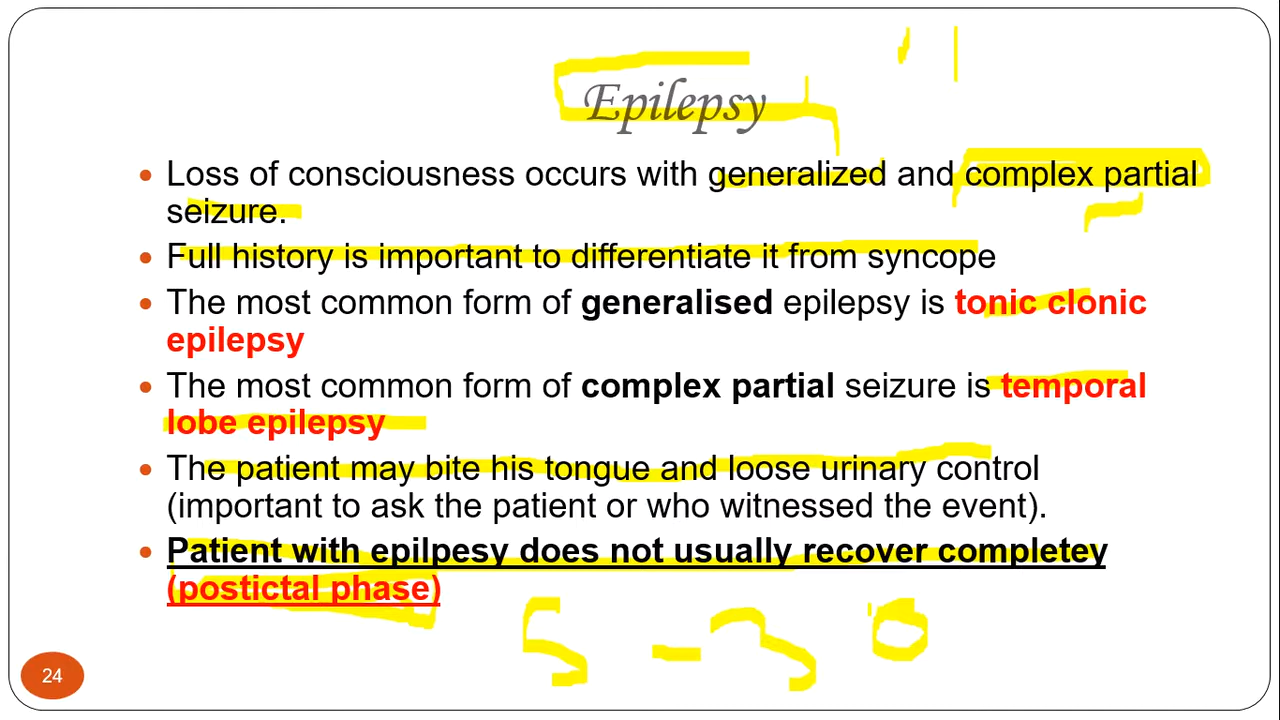 Epilepsy
• Loss of consciousness occurs with generalized and complex partial
seizure.
• Full history is important to differentiate it from syncope
• The most common form of generalised epilepsy is tonic clonic
epilepsy
• The most common form of complex partial seizure is temporal
lobe epilepsy
• The patient may bite his tongue and loose urinary control
(important to ask the patient or who witnessed the event).
• Patient with epilpesy does not usually recover completey
(postictal phase)
5 - 30
24